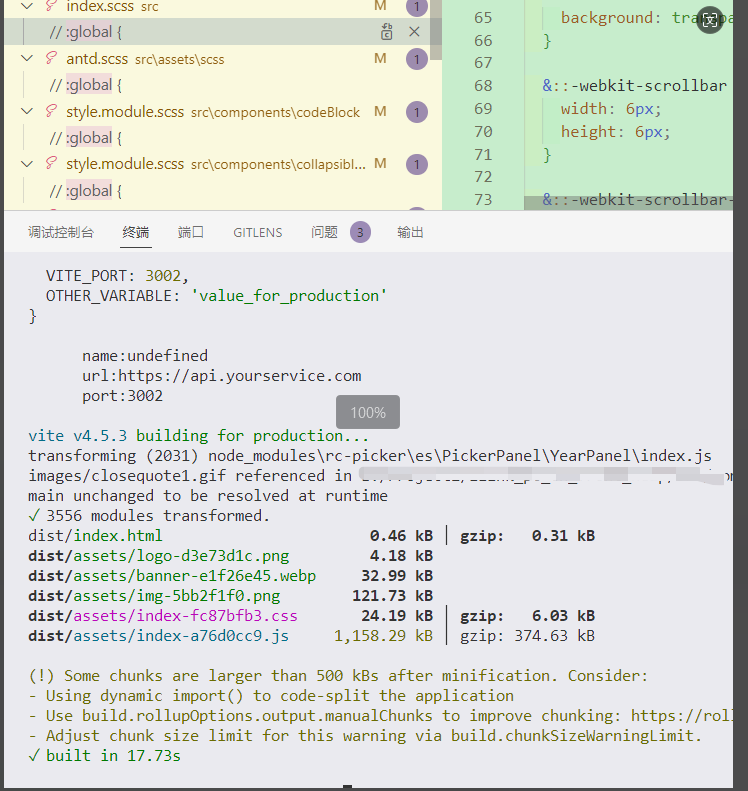 index.scss src M 1
// :global {
antd.scss src\assets\scss M 1
// :global {
style.module.scss src\components\codeBlock M 1
// :global {
style.module.scss src\components\collapsibl... M 1
// :global {
65 background:
66 }
67
68 &::-webkit-scrollbar
69 width: 6px;
70 height: 6px;
71 }
72
73 &::-webkit-scrollbar-
调试控制台 终端 端口 GITLENS 问题 3 输出
VITE_PORT: 3002,
OTHER_VARIABLE: 'value_for_production'
}
name:undefined
url:https://api.yourservice.com
port:3002
100%
vite v4.5.3 building for production...
transforming (2031) node_modules\rc-picker\es\PickerPanel\YearPanel\index.js
images/closequote1.gif referenced in
main unchanged to be resolved at runtime
✓ 3556 modules transformed.
dist/index.html 0.46 kB │ gzip: 0.31 kB
dist/assets/logo-d3e73d1c.png 4.18 kB
dist/assets/banner-e1f26e45.webp 32.99 kB
dist/assets/img-5bb2f1f0.png 121.73 kB
dist/assets/index-fc87bfb3.css 24.19 kB │ gzip: 6.03 kB
dist/assets/index-a76d0cc9.js 1,158.29 kB │ gzip: 374.63 kB
(!) Some chunks are larger than 500 kBs after minification. Consider:
- Using dynamic import() to code-split the application
- Use build.rollupOptions.output.manualChunks to improve chunking: https://roll
- Adjust chunk size limit for this warning via build.chunkSizeWarningLimit.
✓ built in 17.73s